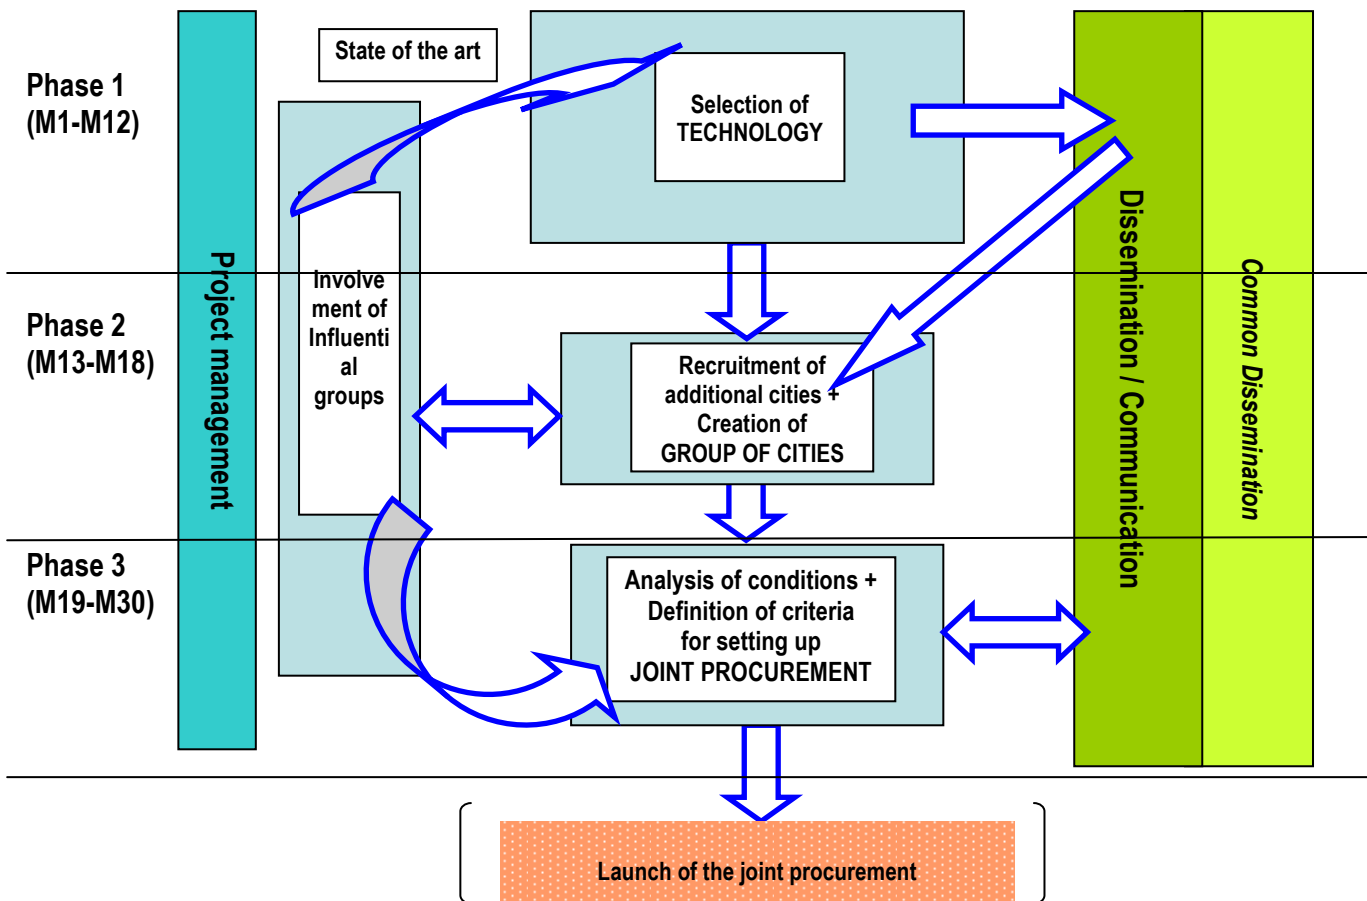 State of the art
Phase 1
(M1-M12)
Selection of
TECHNOLOGY
Project management
Involve
ment of
Influenti
al
groups
Dissemination / Communication
Common Dissemination
Phase 2
(M13-M18)
Recruitment of
additional cities +
Creation of
GROUP OF CITIES
Phase 3
(M19-M30)
Analysis of conditions +
Definition of criteria
for setting up
JOINT PROCUREMENT
Launch of the joint procurement